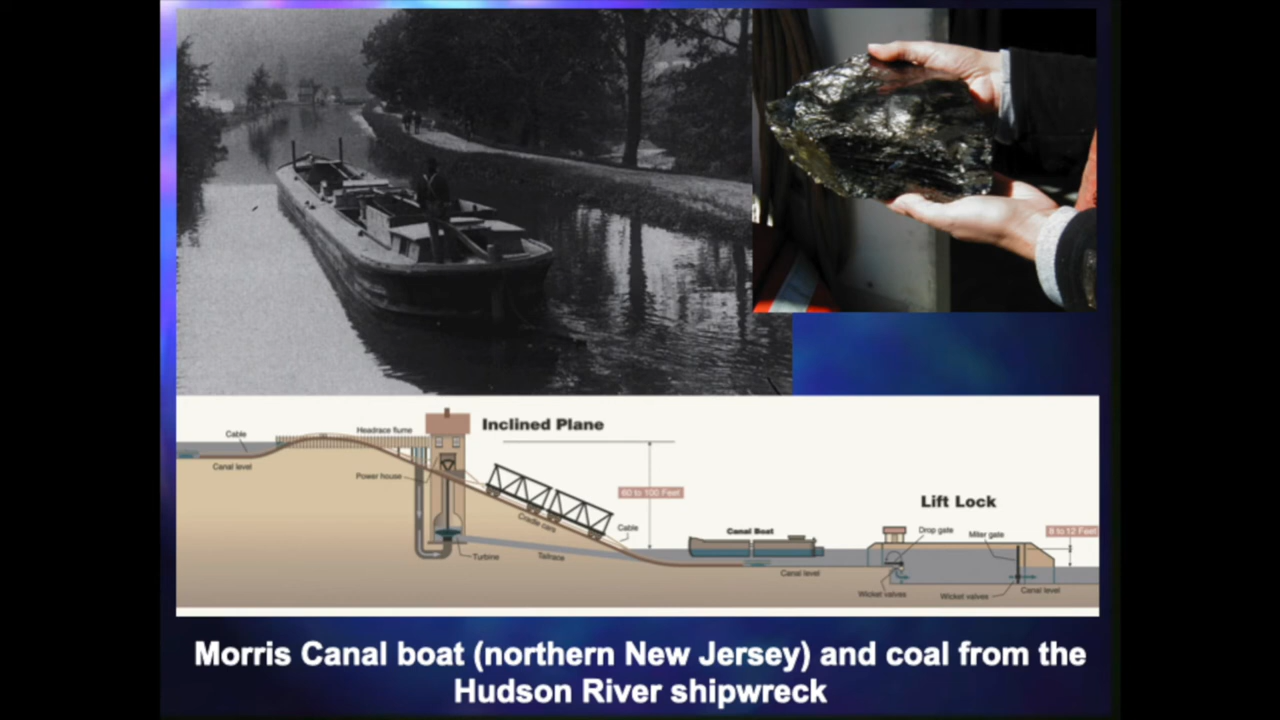 Inclined Plane
Cable
Headrace flume
Canal level
Power house
60 to 100 Feet
Cradle cars
Cable
Turbine
Tailrace
Canal Boat
Canal level
Lift Lock
Drop gate
Miter gate
8 to 12 Feet
Wicket valves
Wicket valves
Canal level
Morris Canal boat (northern New Jersey) and coal from the
Hudson River shipwreck